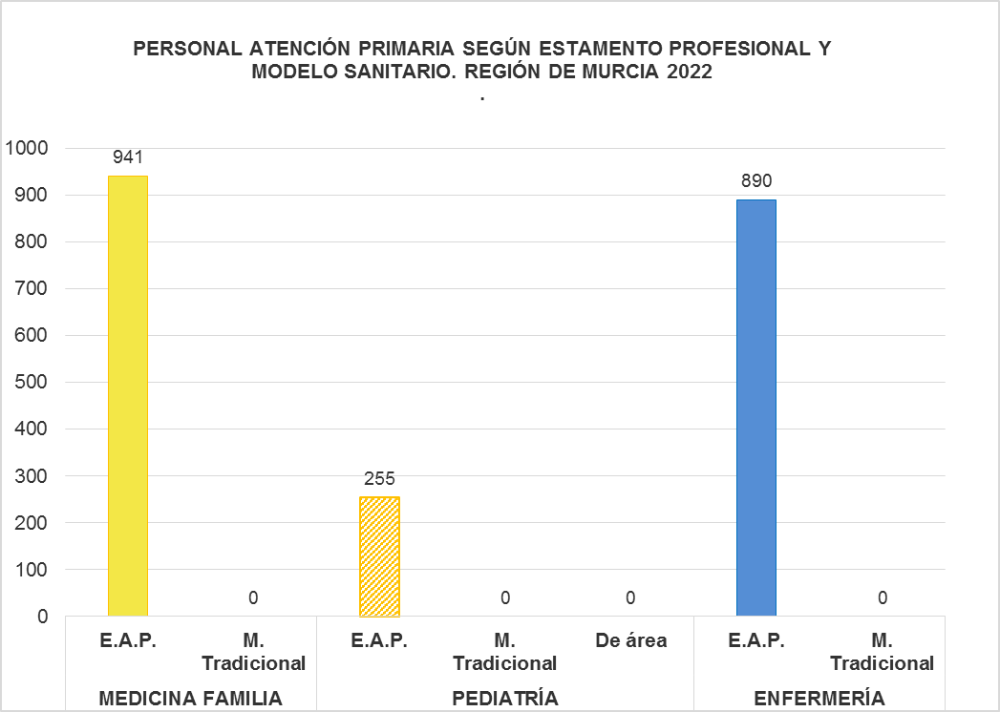 PERSONAL ATENCIÓN PRIMARIA SEGÚN ESTAMENTO PROFESIONAL Y
MODELO SANITARIO. REGIÓN DE MURCIA 2022
.
1000
900
800
700
600
500
400
300
200
100
0
941
0
255
0
0
890
0
E.A.P.
M.
Tradicional
E.A.P.
M.
Tradicional
De área
E.A.P.
M.
Tradicional
MEDICINA FAMILIA
PEDIATRÍA
ENFERMERÍA